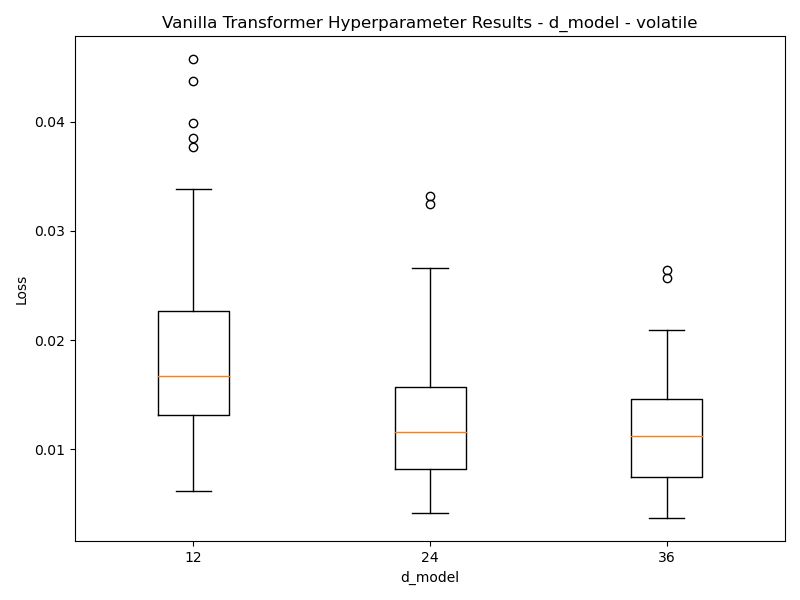 Vanilla Transformer Hyperparameter Results - d_model - volatile
0.04
0.03
0.02
0.01
Loss
12
24
36
d_model